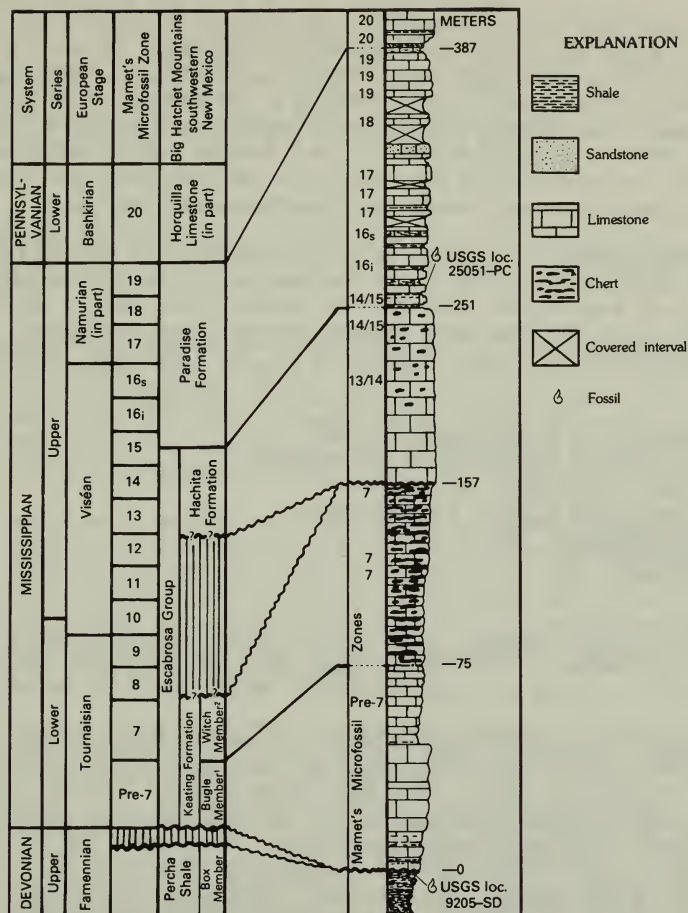 System
Series
European
Stage
Mamet's
Microfossil Zone
Big Hatchet Mountains
southwestern
New Mexico
PENNSYL-
VANIAN
Lower
Bashkirian
20
Horquilla
Limestone
(in part)
MISSISSIPPIAN
Upper
Lower
Namurian
(in part)
Viséan
Tournaisian
19
18
17
16s
16i
15
14
13
12
11
10
9
8
7
Pre-7
Paradise
Formation
Escabrosa Group
Hachita
Formation
?
?
?
?
Keating Formation
Witch
Member²
Bugle
Member¹
DEVONIAN
Upper
Famennian
Percha
Shale
Box
Member
20
20
19
19
19
18
17
17
17
16s
16i
14/15
14/15
13/14
7
7
7
Pre-7
Mamet's Microfossil Zones
METERS
—387
USGS loc.
25051–PC
—251
—157
—75
—0
USGS loc.
9205–SD
EXPLANATION
Shale
Sandstone
Limestone
Chert
Covered interval
Fossil